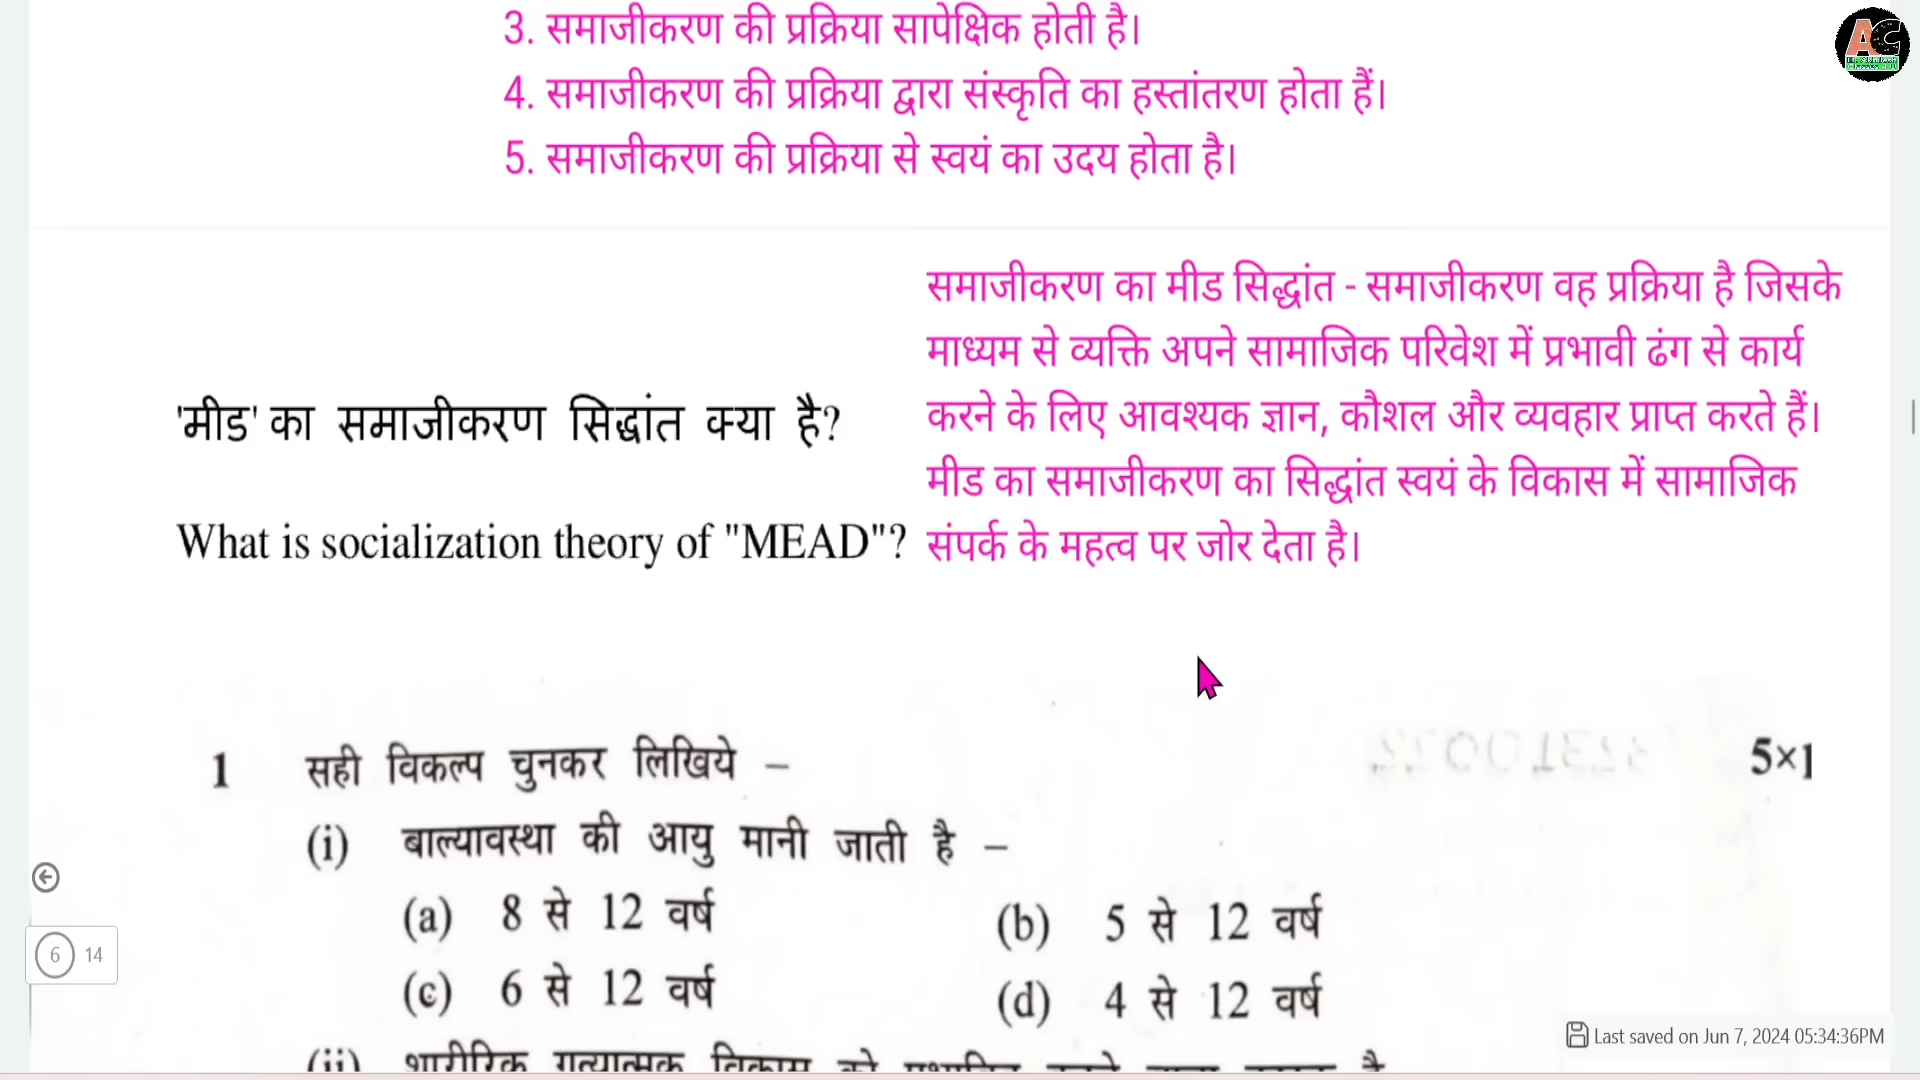 3. समाजीकरण की प्रक्रिया सापेक्षिक होती है।
4. समाजीकरण की प्रक्रिया द्वारा संस्कृति का हस्तांतरण होता हैं।
5. समाजीकरण की प्रक्रिया से स्वयं का उदय होता है।
'मीड' का समाजीकरण सिद्धांत क्या है?
What is socialization theory of "MEAD"?
समाजीकरण का मीड सिद्धांत - समाजीकरण वह प्रक्रिया है जिसके
माध्यम से व्यक्ति अपने सामाजिक परिवेश में प्रभावी ढंग से कार्य
करने के लिए आवश्यक ज्ञान, कौशल और व्यवहार प्राप्त करते हैं।
मीड का समाजीकरण का सिद्धांत स्वयं के विकास में सामाजिक
संपर्क के महत्व पर जोर देता है।
1 सही विकल्प चुनकर लिखिये – 5×1
(i) बाल्यावस्था की आयु मानी जाती है –
(a) 8 से 12 वर्ष (b) 5 से 12 वर्ष
(c) 6 से 12 वर्ष (d) 4 से 12 वर्ष
(ii) शारीरिक गत्यात्मक विकास को
6 14
Last saved on Jun 7, 2024 05:34:36PM
AC